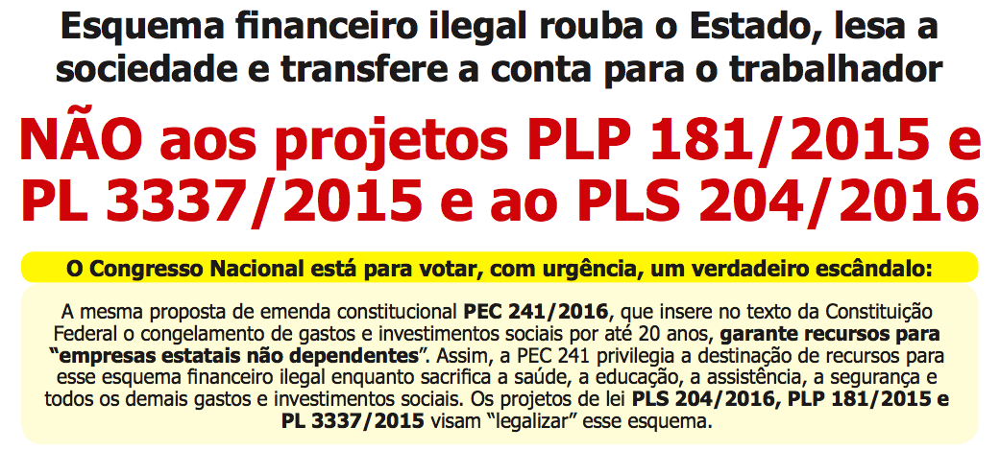 Esquema financeiro ilegal rouba o Estado, lesa a
sociedade e transfere a conta para o trabalhador
NÃO aos projetos PLP 181/2015 e
PL 3337/2015 e ao PLS 204/2016
O Congresso Nacional está para votar, com urgência, um verdadeiro escândalo:
A mesma proposta de emenda constitucional PEC 241/2016, que insere no texto da Constituição
Federal o congelamento de gastos e investimentos sociais por até 20 anos, garante recursos para
“empresas estatais não dependentes”. Assim, a PEC 241 privilegia a destinação de recursos para
esse esquema financeiro ilegal enquanto sacrifica a saúde, a educação, a assistência, a segurança e
todos os demais gastos e investimentos sociais. Os projetos de lei PLS 204/2016, PLP 181/2015 e
PL 3337/2015 visam “legalizar” esse esquema.